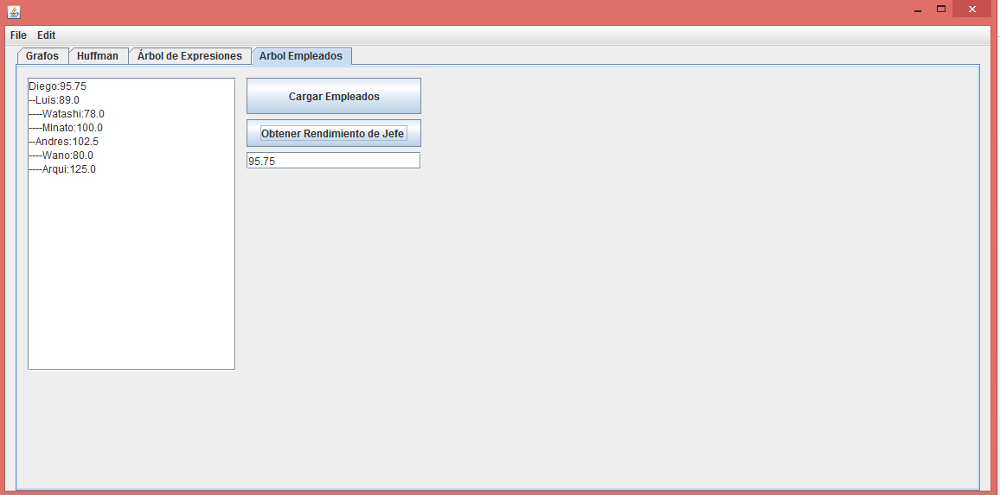 File Edit
Grafos Huffman Árbol de Expresiones Arbol Empleados
Diego:95.75
--Luis:89.0
----Watashi:78.0
----MInato:100.0
--Andres:102.5
----Wano:80.0
----Arqui:125.0
Cargar Empleados
Obtener Rendimiento de Jefe
95.75